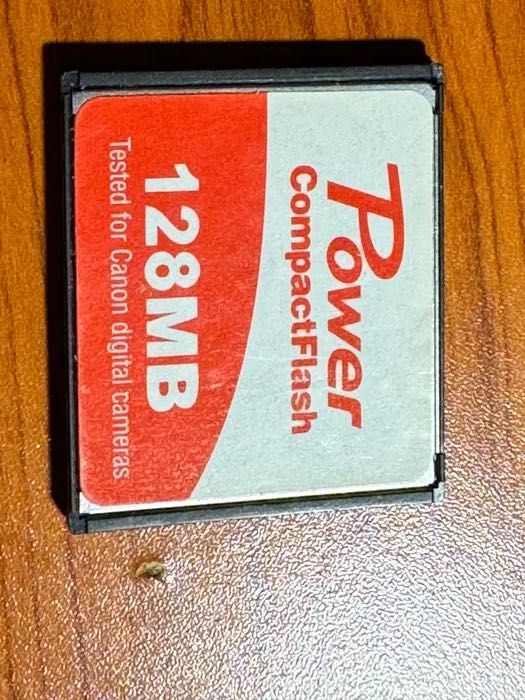 Power
CompactFlash
128MB
Tested for Canon digital cameras